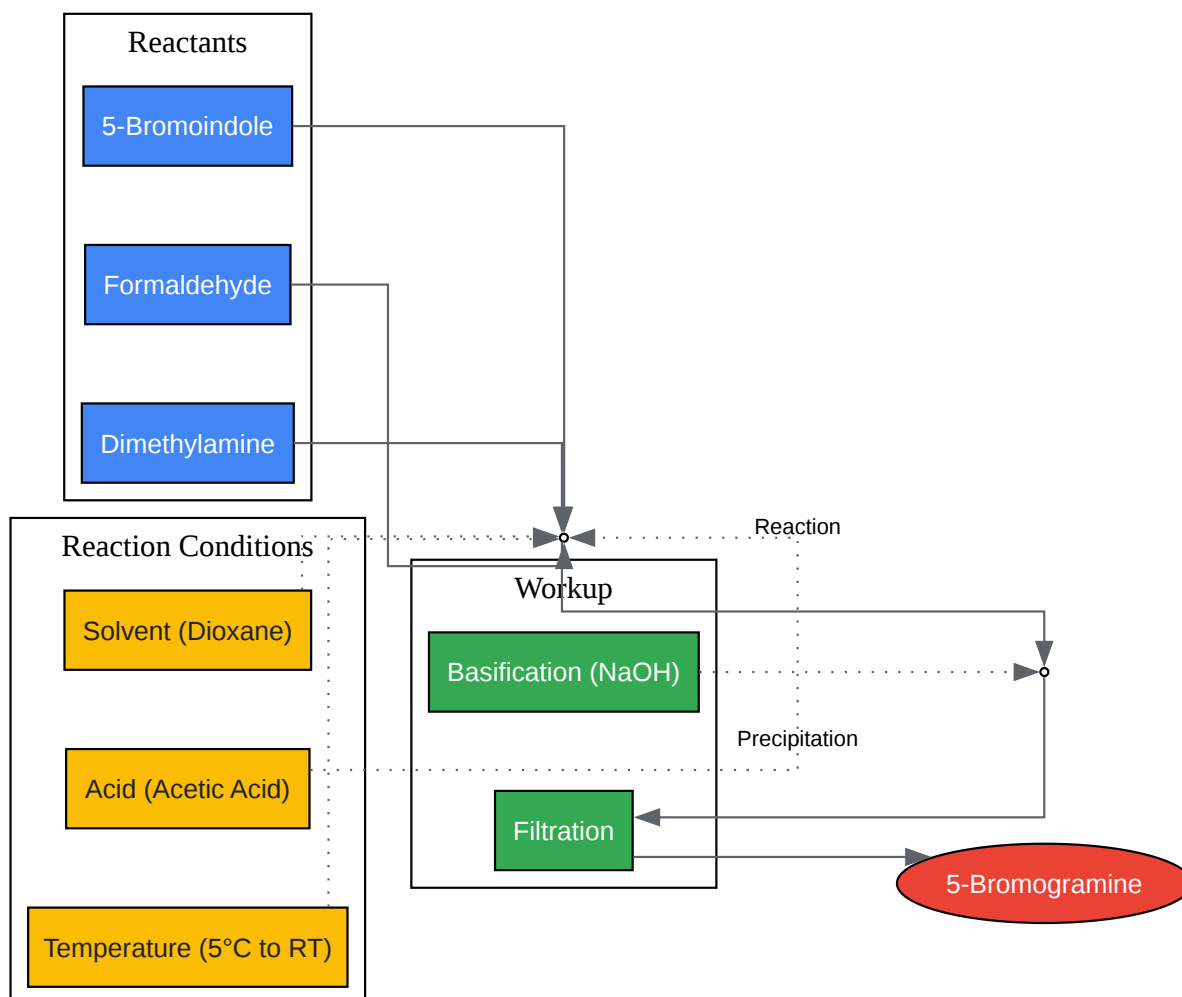 Reactants
5-Bromoindole
Formaldehyde
Dimethylamine
Reaction Conditions
Solvent (Dioxane)
Acid (Acetic Acid)
Temperature (5°C to RT)
Workup
Basification (NaOH)
Filtration
Reaction
Precipitation
5-Bromogramine